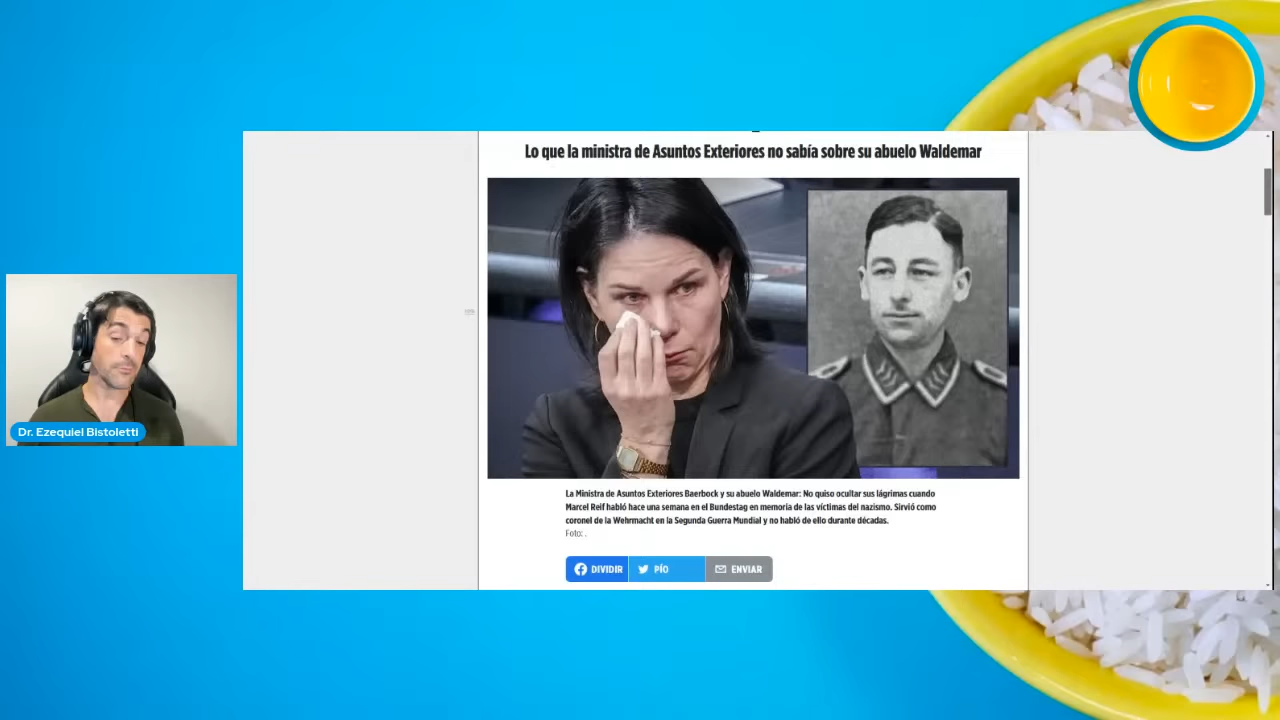 Lo que la ministra de Asuntos Exteriores no sabía sobre su abuelo Waldemar
La Ministra de Asuntos Exteriores Baerbock y su abuelo Waldemar: No quiso ocultar sus lágrimas cuando
Marcel Reif habló hace una semana en el Bundestag en memoria de las víctimas del nazismo. Sirvió como
coronel de la Wehrmacht en la Segunda Guerra Mundial y no habló de ello durante décadas.
Foto: .
DIVIDIR
PÍO
ENVIAR
Dr. Ezequiel Bistoletti